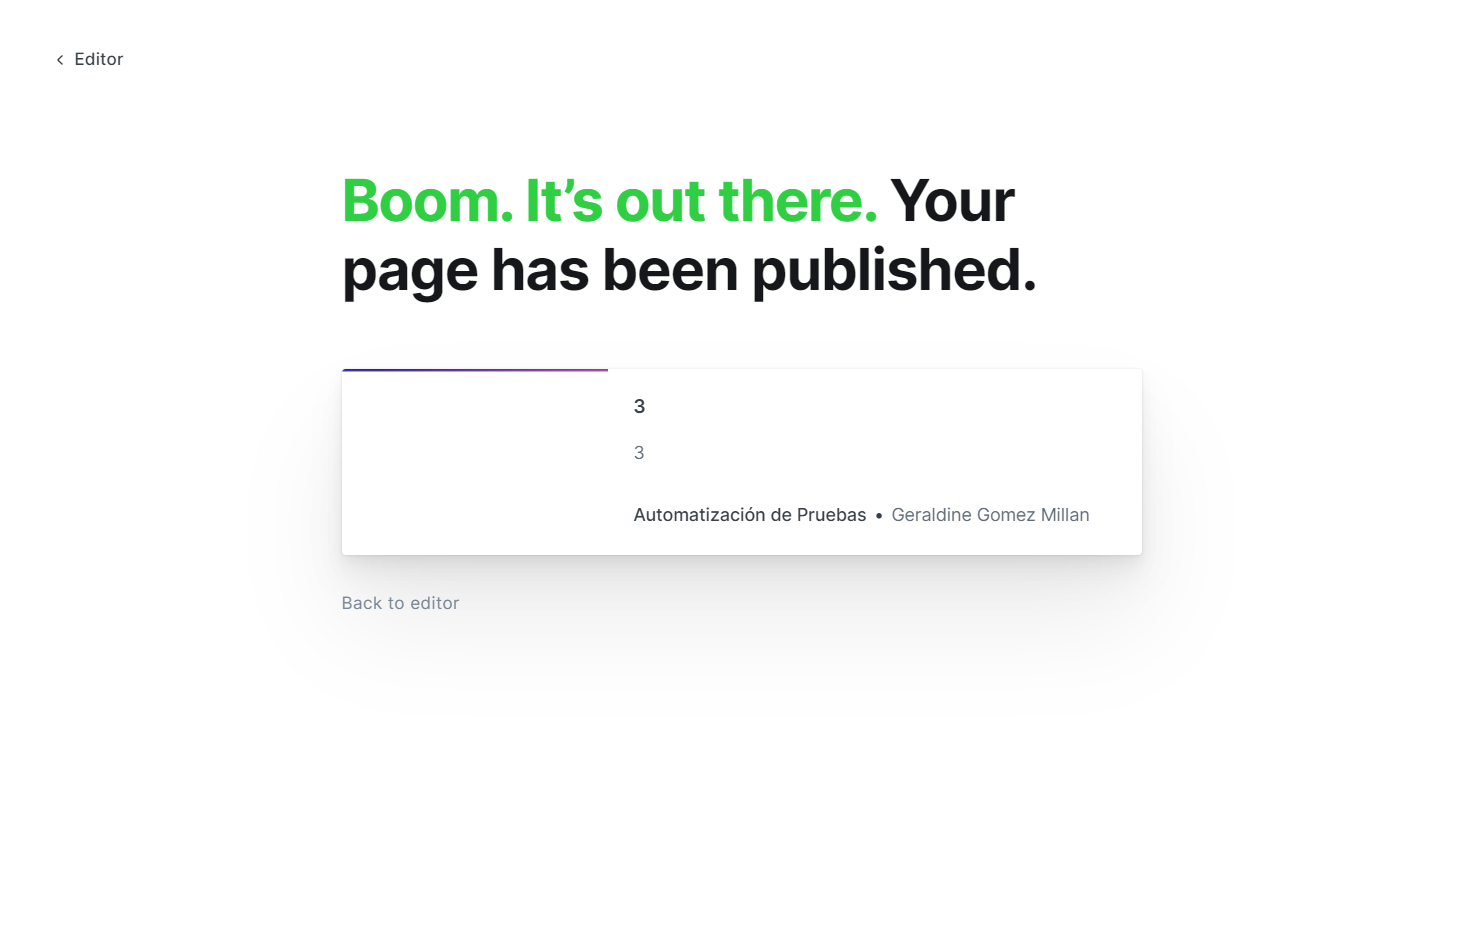 Editor
Boom. It’s out there. Your
page has been published.
3
3
Automatización de Pruebas • Geraldine Gomez Millan
Back to editor